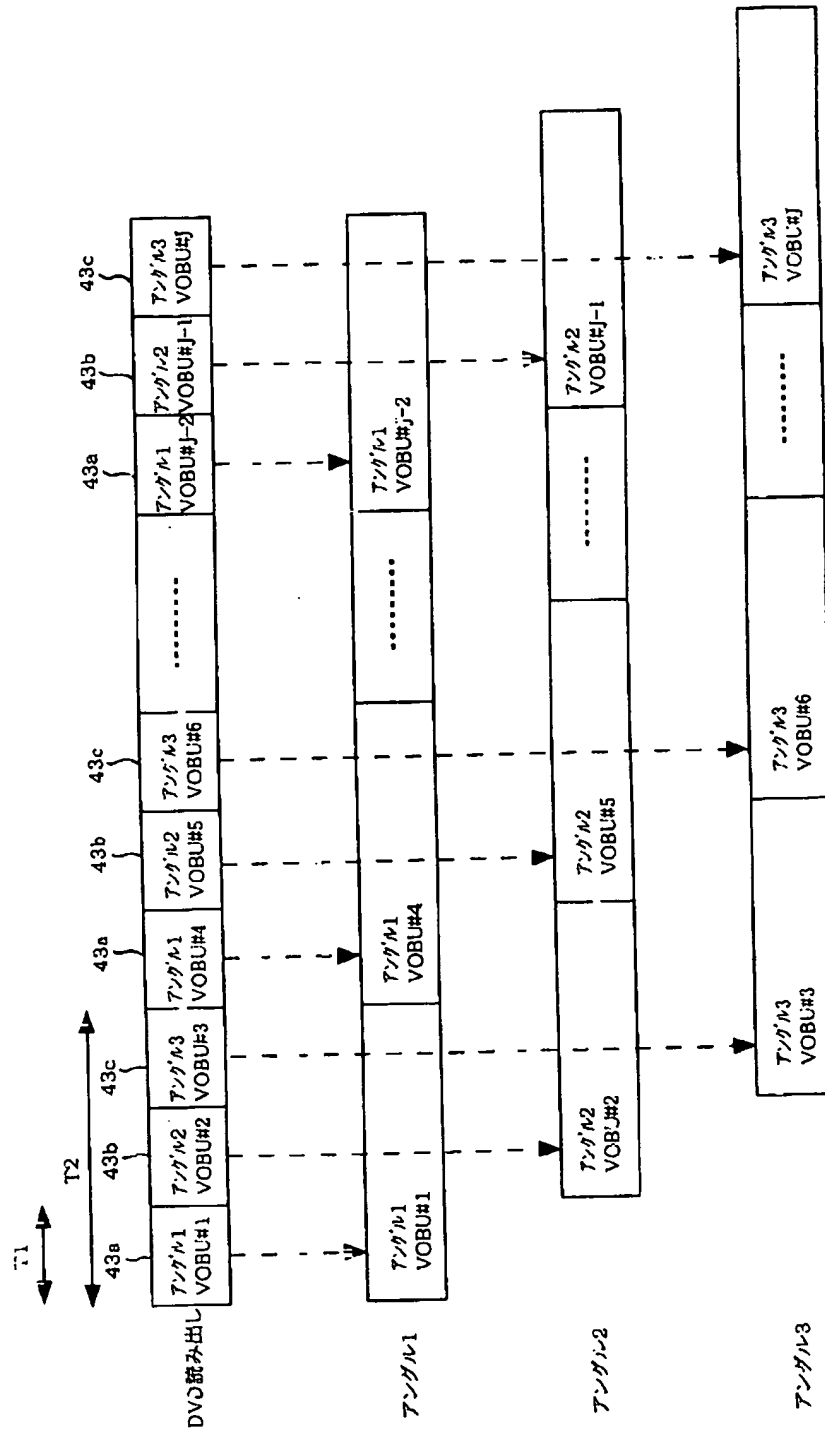 T1
T2
43a
43b
43c
43a
43b
43c
43a
43b
43c
DVD読み出し
アングル1
VOBU#1
アングル2
VOBU#2
アングル3
VOBU#3
アングル1
VOBU#4
アングル2
VOBU#5
アングル3
VOBU#6
.........
アングル1
VOBU#J-2
アングル2
VOBU#J-1
アングル3
VOBU#J
アングル1
アングル1
VOBU#1
アングル1
VOBU#4
.........
アングル1
VOBU#J-2
アングル2
アングル2
VOBU#2
アングル2
VOBU#5
.........
アングル2
VOBU#J-1
アングル3
アングル3
VOBU#3
アングル3
VOBU#6
.........
アングル3
VOBU#J